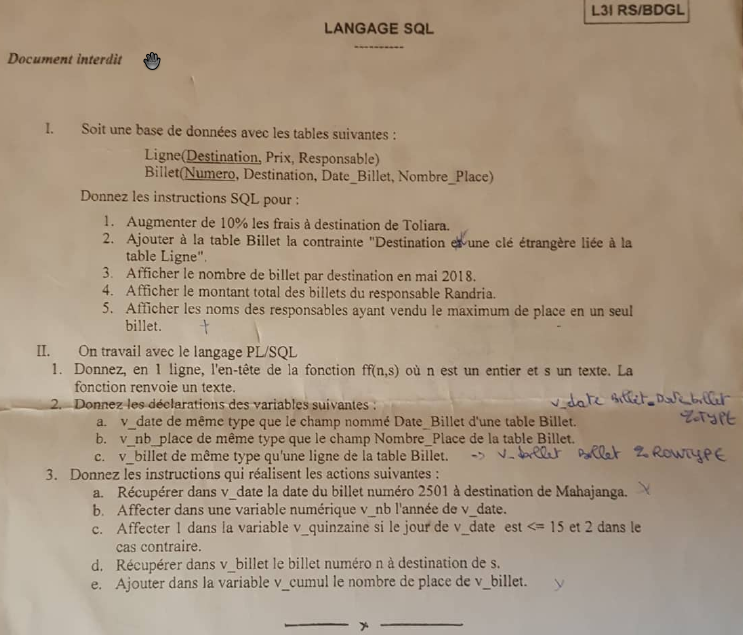 L3I RS/BDGL
LANGAGE SQL
Document interdit
I. Soit une base de données avec les tables suivantes :
Ligne(Destination, Prix, Responsable)
Billet(Numero, Destination, Date_Billet, Nombre_Place)
Donnez les instructions SQL pour :
1. Augmenter de 10% les frais à destination de Toliara.
2. Ajouter à la table Billet la contrainte "Destination est une clé étrangère liée à la
table Ligne".
3. Afficher le nombre de billet par destination en mai 2018.
4. Afficher le montant total des billets du responsable Randria.
5. Afficher les noms des responsables ayant vendu le maximum de place en un seul
billet.
II. On travail avec le langage PL/SQL
1. Donnez, en 1 ligne, l'en-tête de la fonction ff(n,s) où n est un entier et s un texte. La
fonction renvoie un texte.
2. Donnez les déclarations des variables suivantes :
v_date Billet.Date_billet
%TYPE
a. v_date de même type que le champ nommé Date_Billet d'une table Billet.
b. v_nb_place de même type que le champ Nombre_Place de la table Billet.
c. v_billet de même type qu'une ligne de la table Billet. -> v_billet Billet % ROWTYPE
3. Donnez les instructions qui réalisent les actions suivantes :
a. Récupérer dans v_date la date du billet numéro 2501 à destination de Mahajanga.
b. Affecter dans une variable numérique v_nb l'année de v_date.
c. Affecter 1 dans la variable v_quinzaine si le jour de v_date est <= 15 et 2 dans le
cas contraire.
d. Récupérer dans v_billet le billet numéro n à destination de s.
e. Ajouter dans la variable v_cumul le nombre de place de v_billet.